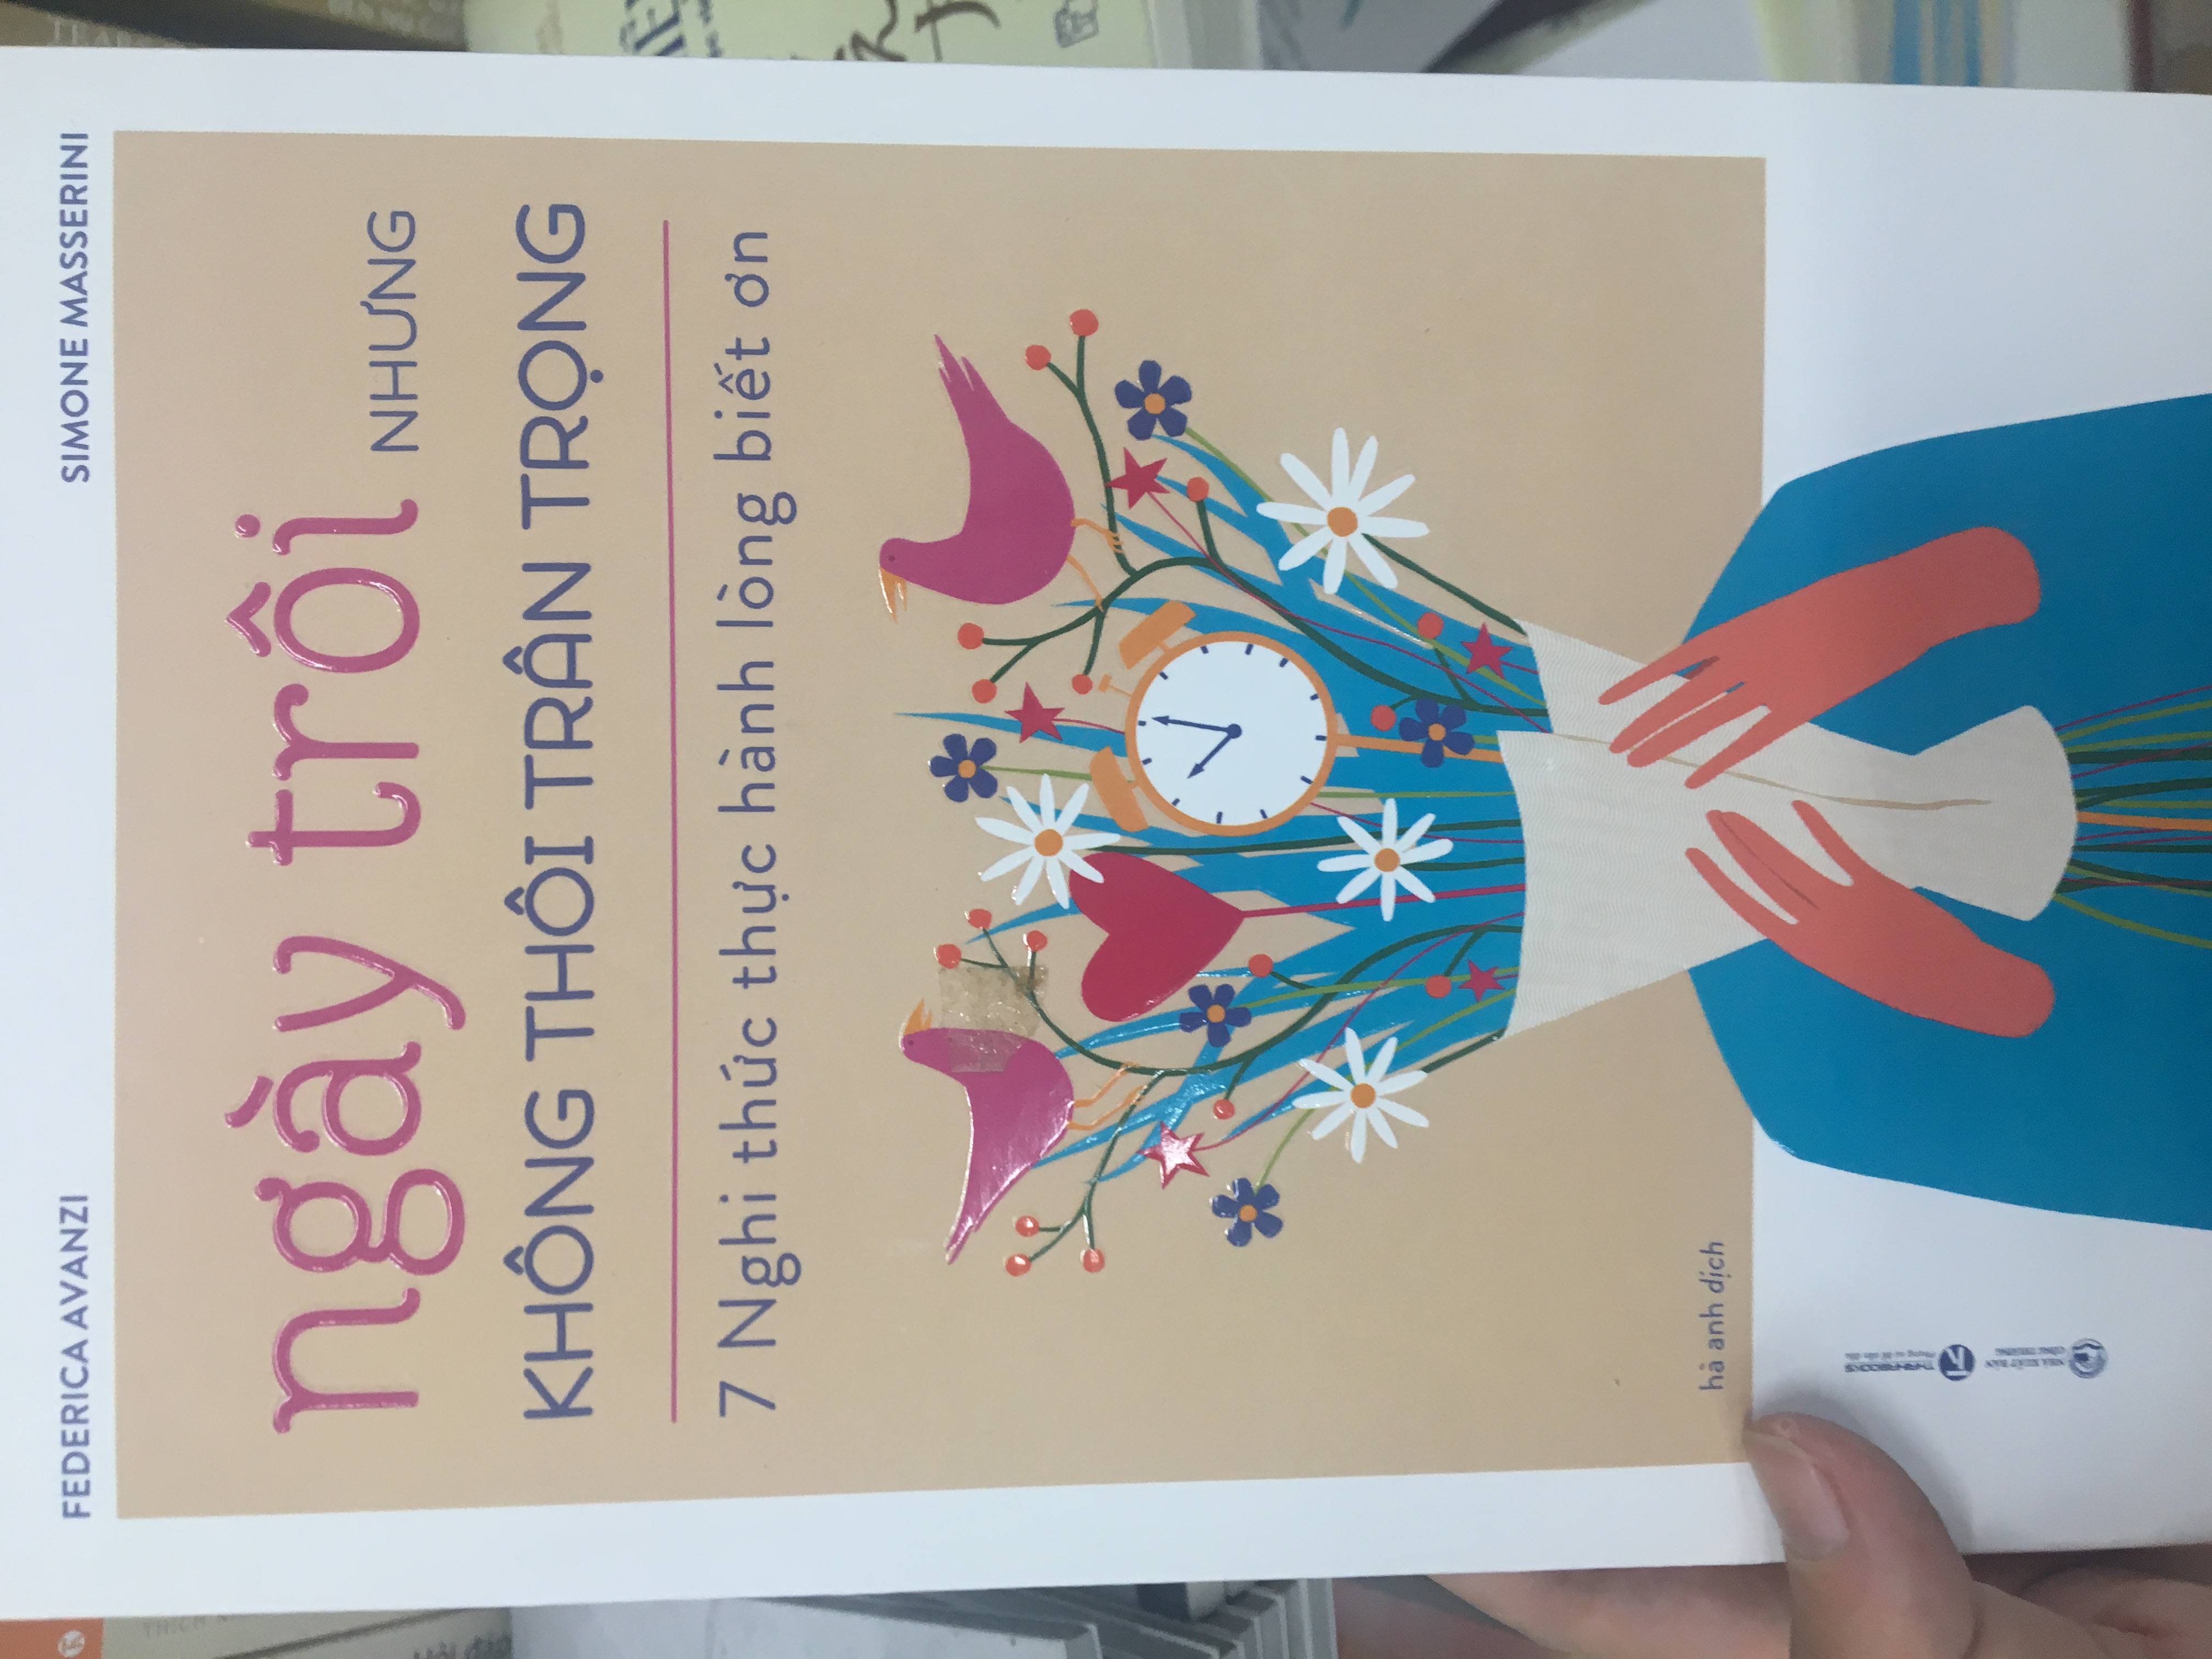 FEDERICA AVANZI
SIMONE MASSERINI
ngày trôi NHƯNG
KHÔNG THÔI TRÂN TRỌNG
7 Nghi thức thực hành lòng biết ơn
hà anh dịch
THAIHABOOKS